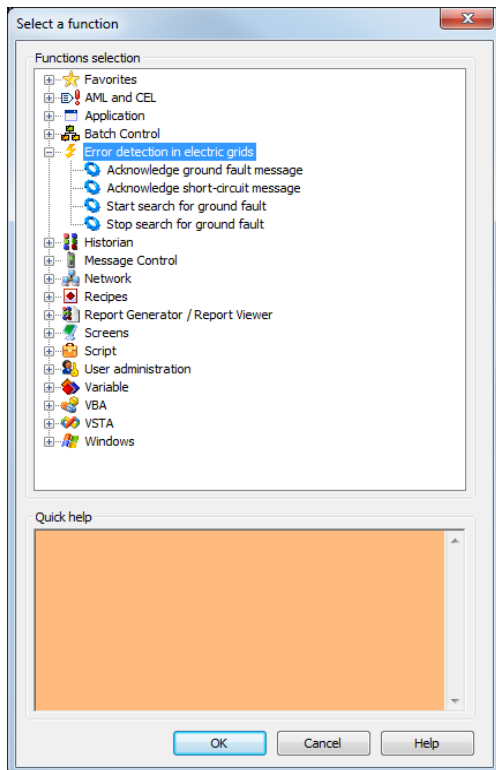 Select a function
Functions selection
Favorites
AML and CEL
Application
Batch Control
Error detection in electric grids
Acknowledge ground fault message
Acknowledge short-circuit message
Start search for ground fault
Stop search for ground fault
Historian
Message Control
Network
Recipes
Report Generator / Report Viewer
Screens
Script
User administration
Variable
VBA
VSTA
Windows
Quick help
OK Cancel Help